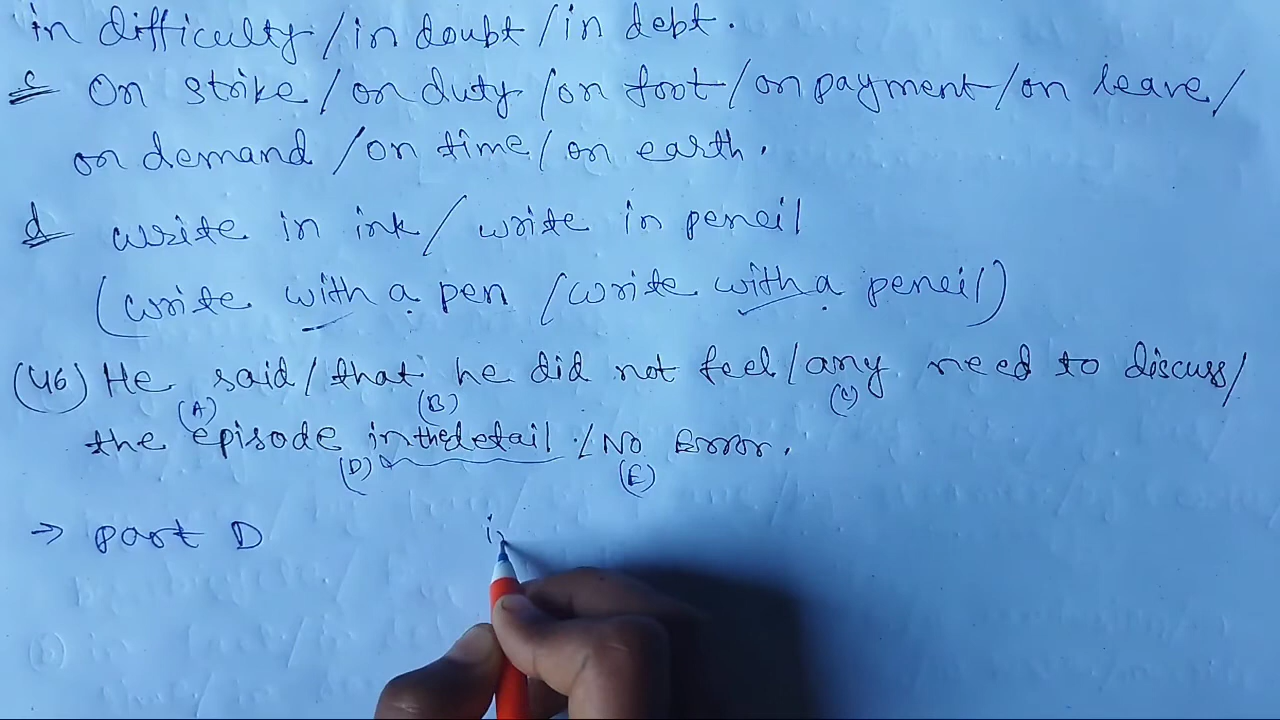 in difficulty/in doubt/in debt.
c On strike/on duty/on foot/on payment/on leave/
on demand/on time/on earth.
d write in ink/write in pencil
(write with a pen/write with a pencil)
(46) He said/that he did not feel/any need to discuss/
(A) (B) (C)
the episode in the detail./No Error.
(D) (E)
→ part D in